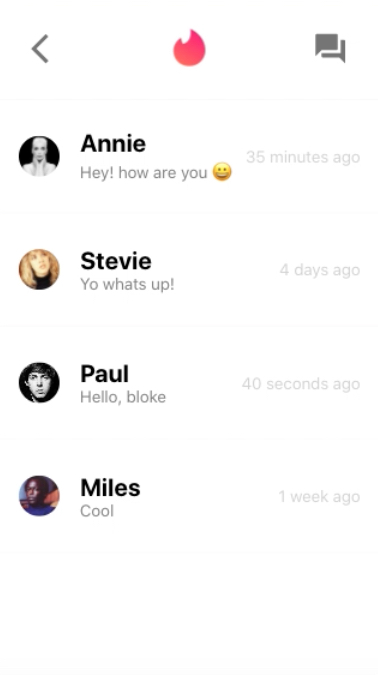 Annie
Hey! how are you 😀
35 minutes ago
Stevie
Yo whats up!
4 days ago
Paul
Hello, bloke
40 seconds ago
Miles
Cool
1 week ago